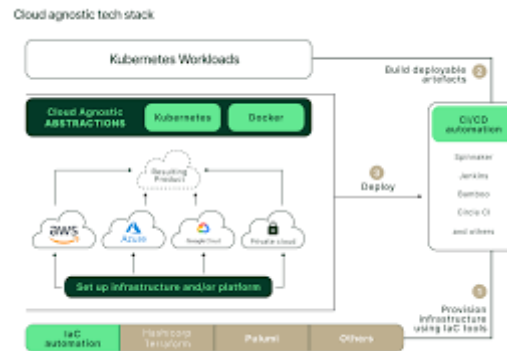 Cloud agnostic tech stack
Kubernetes Workloads
Build deployable
artefacts
2
Cloud Agnostic
ABSTRACTIONS
Kubernetes
Docker
CI/CD
automation
Spinnaker
Jenkins
Bamboo
Circle CI
and others
Resulting
Product
3
Deploy
aws
Azure
Google Cloud
Private cloud
Set up infrastructure and/or platform
1
Provision
infrastructure
using IaC tools
IaC
automation
Hashicorp
Terraform
Pulumi
Others